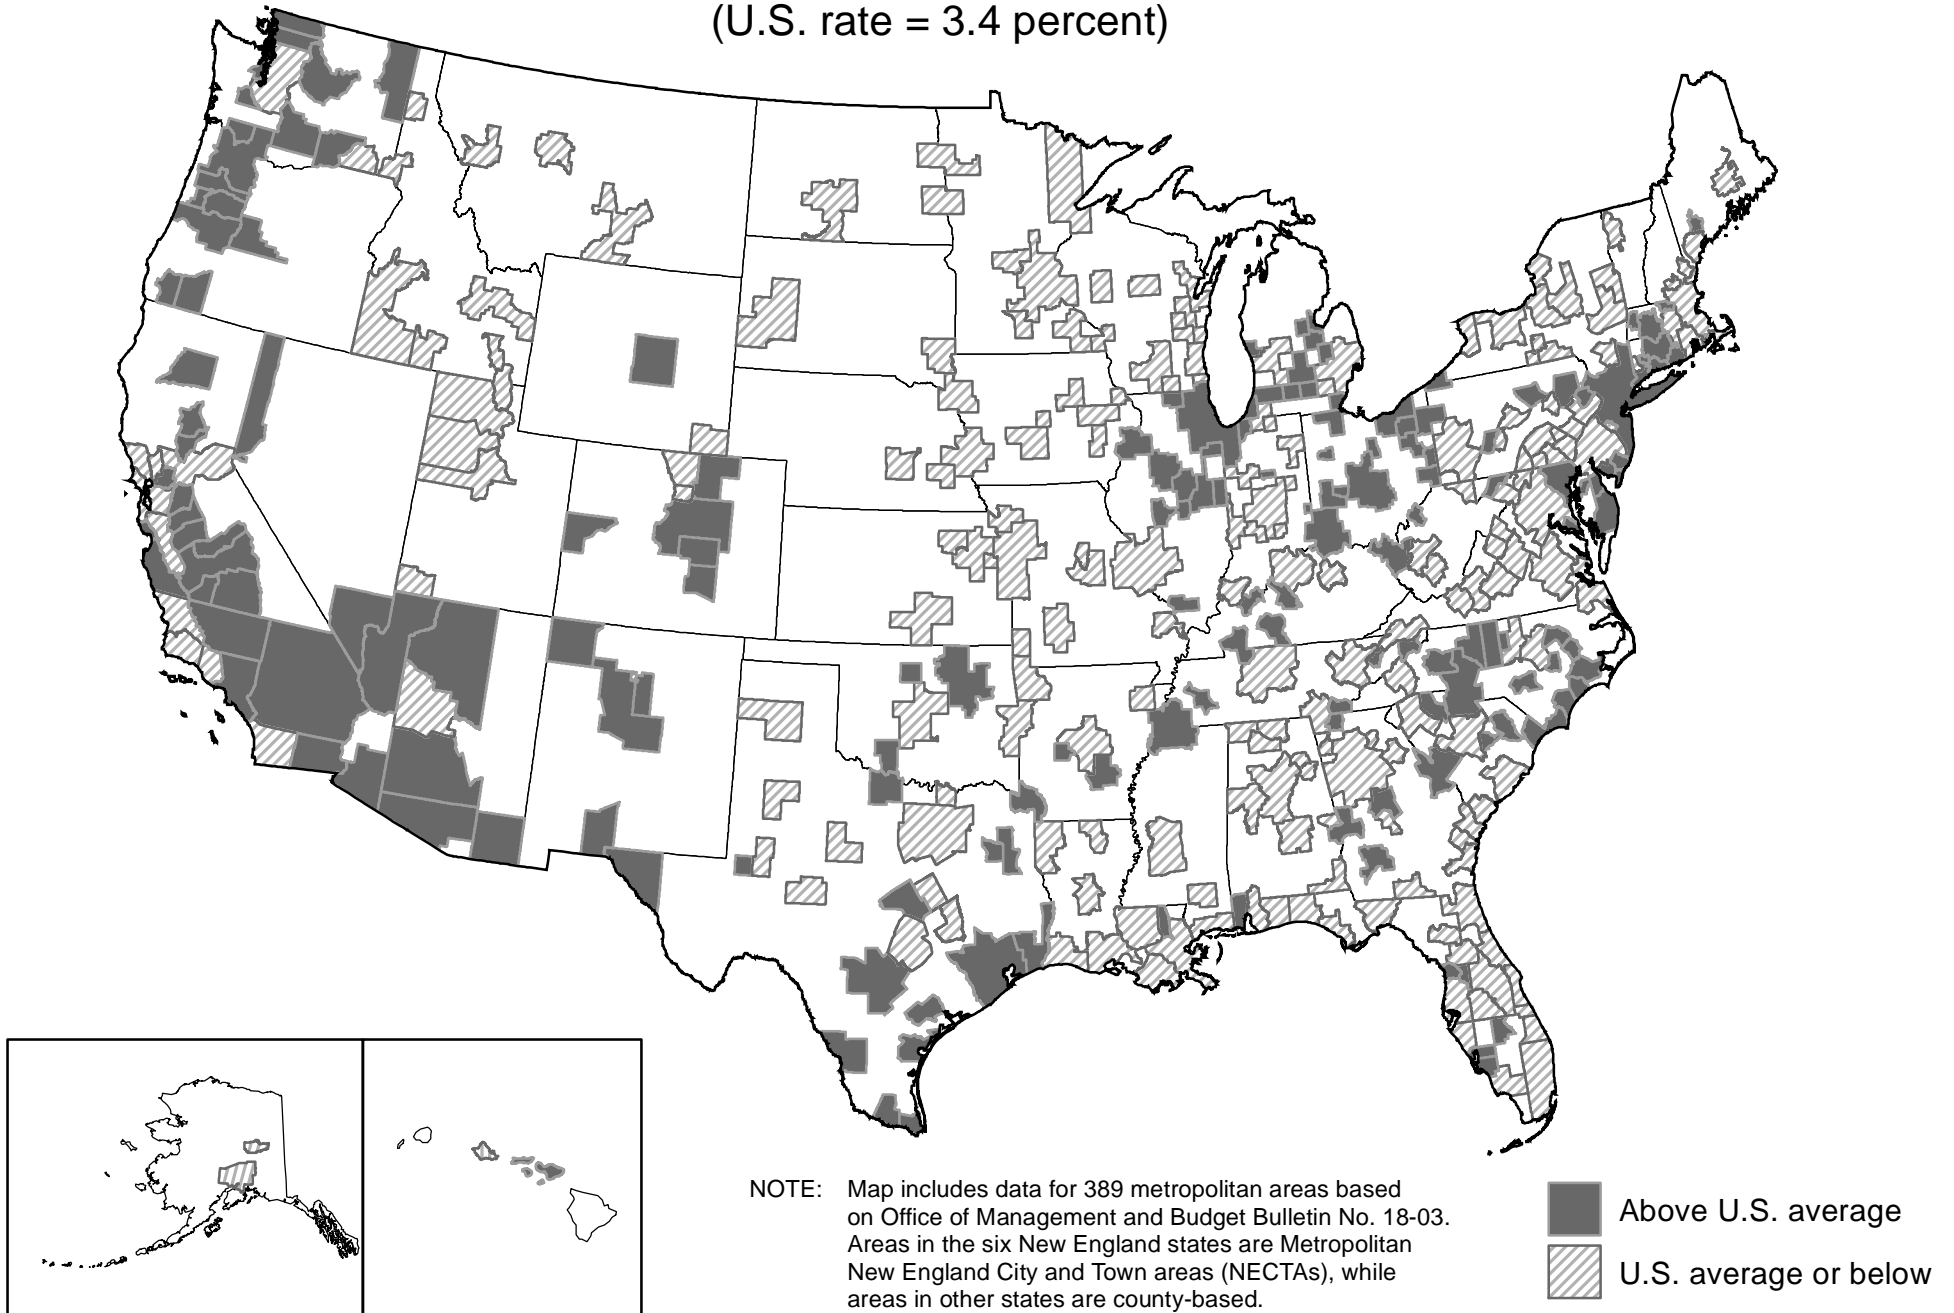 (U.S. rate = 3.4 percent)
NOTE: Map includes data for 389 metropolitan areas based
on Office of Management and Budget Bulletin No. 18-03.
Areas in the six New England states are Metropolitan
New England City and Town areas (NECTAs), while
areas in other states are county-based.
Above U.S. average
U.S. average or below